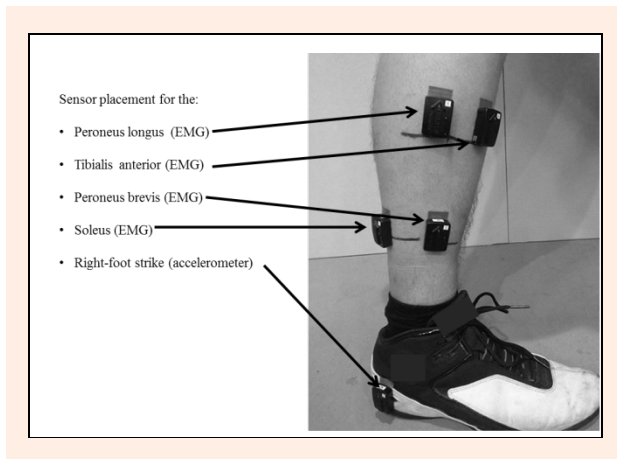 Sensor placement for the:
• Peroneus longus (EMG)
• Tibialis anterior (EMG)
• Peroneus brevis (EMG)
• Soleus (EMG)
• Right-foot strike (accelerometer)